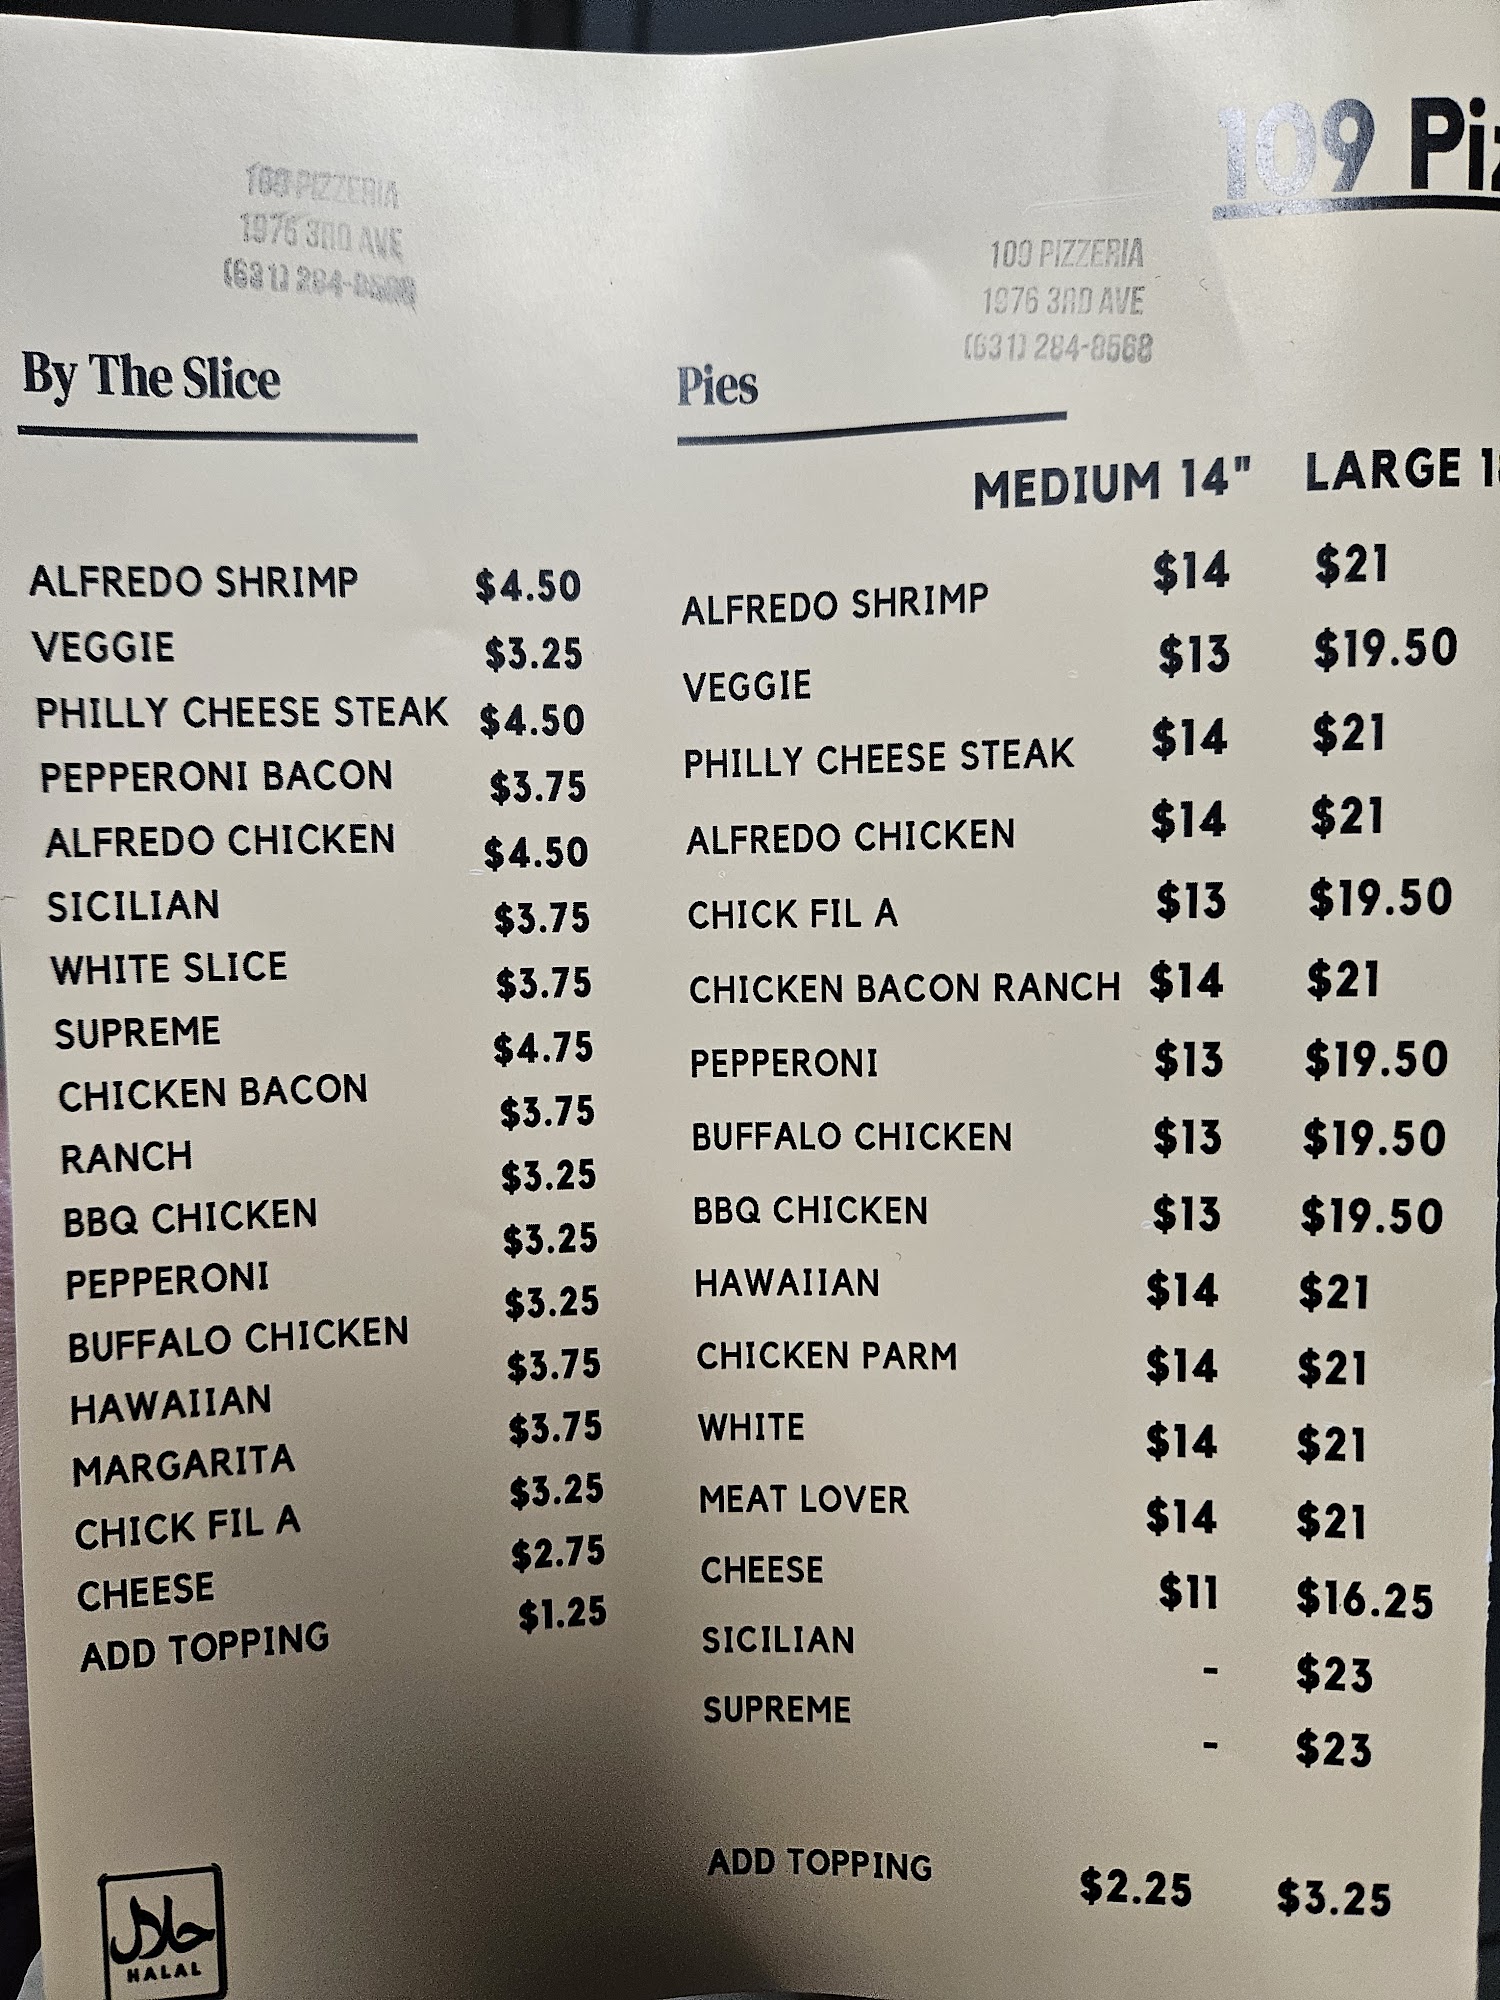 109 Piz
PIZZERIA
1976 3RD AVE
109 PIZZERIA
1976 3RD AVE
(631) 284-8568
By The Slice
ALFREDO SHRIMP $4.50
VEGGIE $3.25
PHILLY CHEESE STEAK $4.50
PEPPERONI BACON $3.75
ALFREDO CHICKEN $4.50
SICILIAN $3.75
WHITE SLICE $3.75
SUPREME $4.75
CHICKEN BACON $3.75
RANCH $3.25
BBQ CHICKEN $3.25
PEPPERONI $3.25
BUFFALO CHICKEN $3.75
HAWAIIAN $3.75
MARGARITA $3.25
CHICK FIL A $2.75
CHEESE $1.25
ADD TOPPING
حلال
HALAL
Pies
MEDIUM 14" LARGE
ALFREDO SHRIMP $14 $21
VEGGIE $13 $19.50
PHILLY CHEESE STEAK $14 $21
ALFREDO CHICKEN $14 $21
CHICK FIL A $13 $19.50
CHICKEN BACON RANCH $14 $21
PEPPERONI $13 $19.50
BUFFALO CHICKEN $13 $19.50
BBQ CHICKEN $13 $19.50
HAWAIIAN $14 $21
CHICKEN PARM $14 $21
WHITE $14 $21
MEAT LOVER $14 $21
CHEESE $11 $16.25
SICILIAN - $23
SUPREME - $23
ADD TOPPING $2.25 $3.25